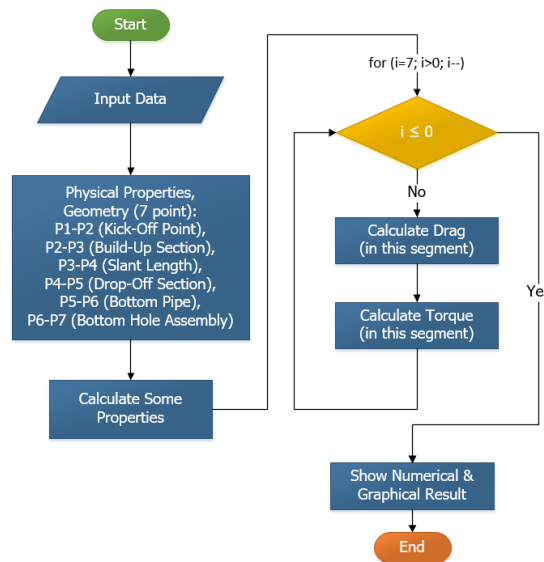 Start
Input Data
Physical Properties,
Geometry (7 point):
P1-P2 (Kick-Off Point),
P2-P3 (Build-Up Section),
P3-P4 (Slant Length),
P4-P5 (Drop-Off Section),
P5-P6 (Bottom Pipe),
P6-P7 (Bottom Hole Assembly)
Calculate Some
Properties
for (i=7; i>0; i--)
i ≤ 0
No
Calculate Drag
(in this segment)
Calculate Torque
(in this segment)
Ye
Show Numerical &
Graphical Result
End